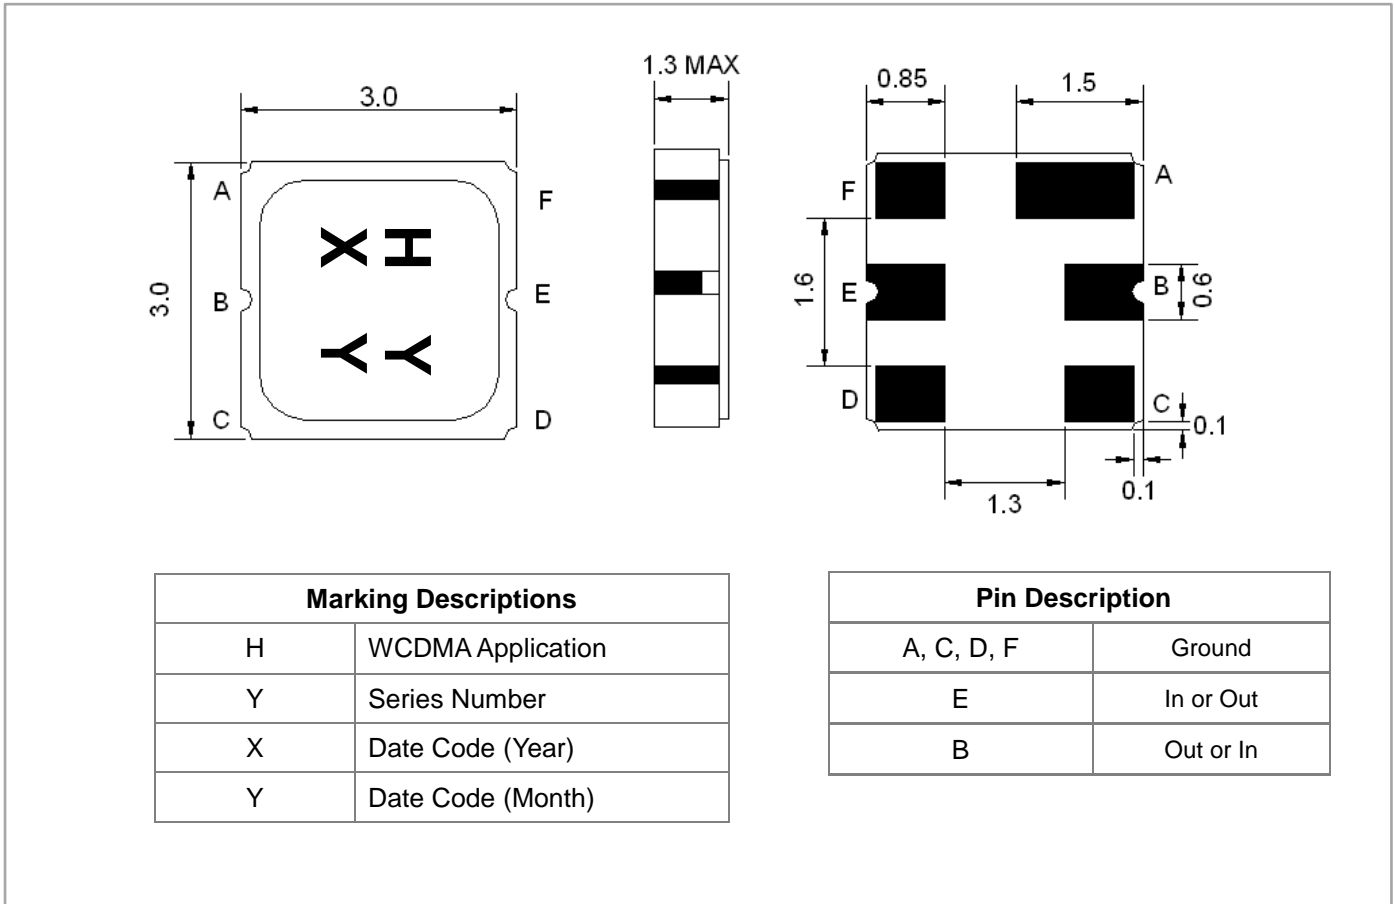 1.3 MAX
3.0
0.85
1.5
A
F
F
A
X H
3.0
B
E
1.6
E
B
0.6
Y Y
C
D
D
C
0.1
0.1
1.3
Marking Descriptions
H WCDMA Application
Y Series Number
X Date Code (Year)
Y Date Code (Month)
Pin Description
A, C, D, F Ground
E In or Out
B Out or In